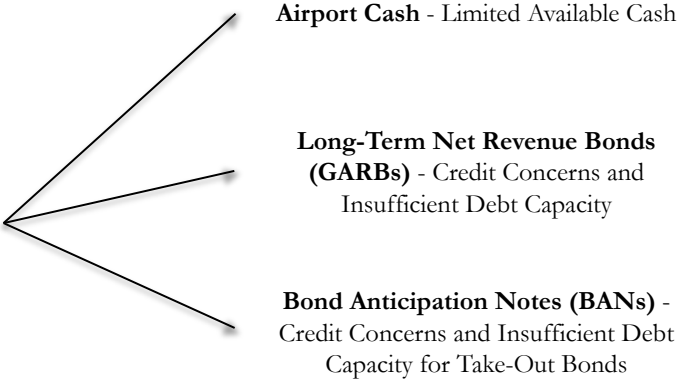 Airport Cash - Limited Available Cash
Long-Term Net Revenue Bonds
(GARBs) - Credit Concerns and
Insufficient Debt Capacity
Bond Anticipation Notes (BANs) -
Credit Concerns and Insufficient Debt
Capacity for Take-Out Bonds